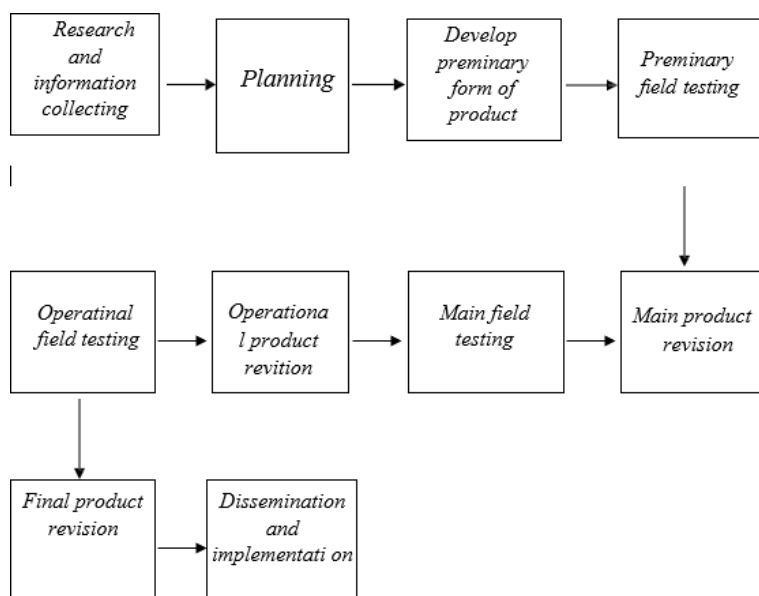 Research
and
information
collecting
Planning
Develop
preminary
form of
product
Preminary
field testing
Operatinal
field testing
Operationa
l product
revition
Main field
testing
Main product
revision
Final product
revision
Dissemination
and
implementati on